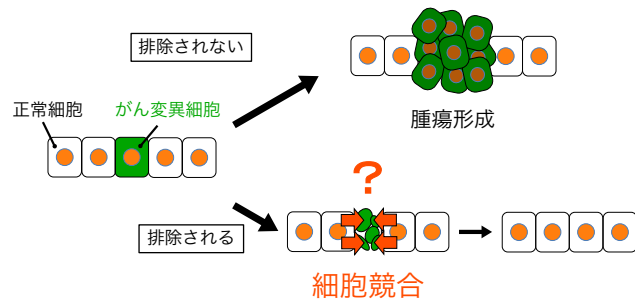 排除されない
正常細胞
がん変異細胞
腫瘍形成
?
排除される
細胞競合